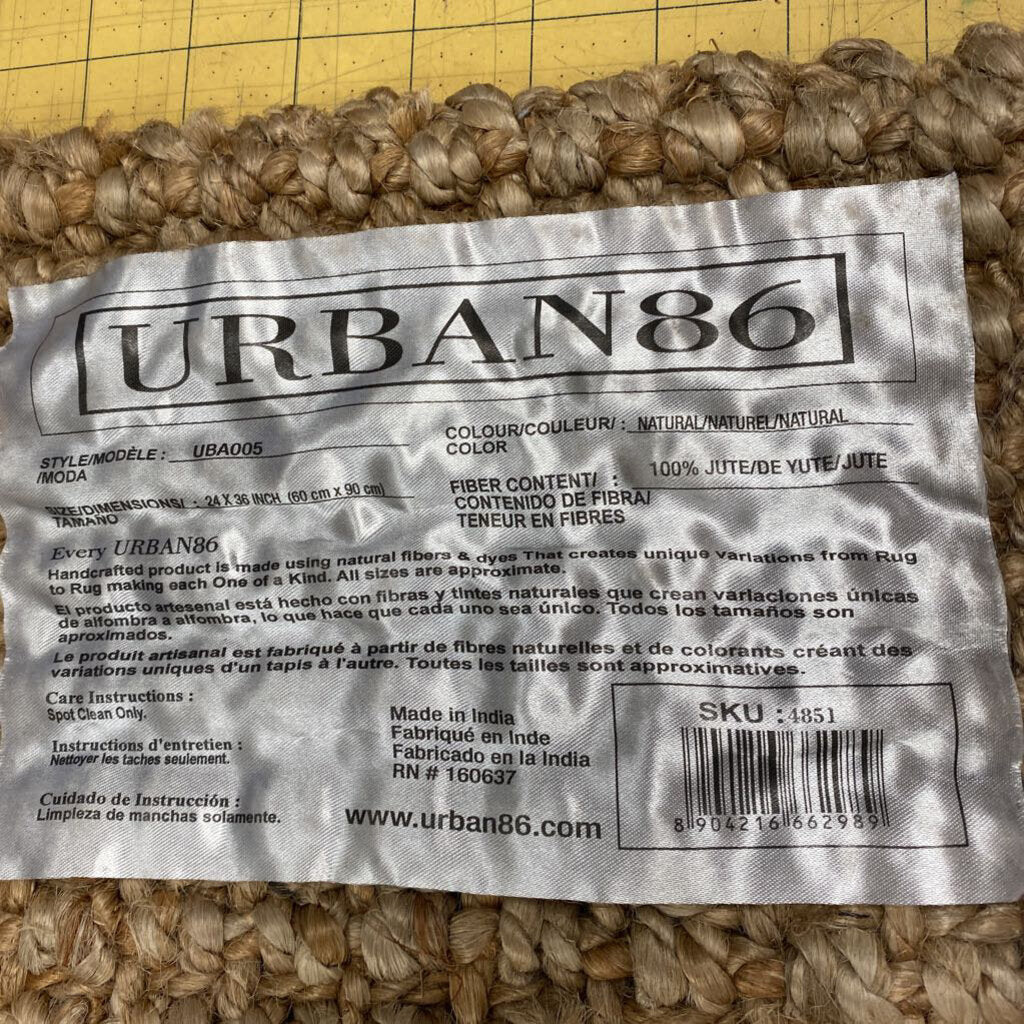 URBAN86
STYLE/MODÈLE : UBA005
/MODA
COLOUR/COULEUR/ : NATURAL/NATUREL/NATURAL
COLOR
SIZE/DIMENSIONS/ : 24 X 36 INCH (60 cm x 90 cm)
TAMAÑO
FIBER CONTENT/ : 100% JUTE/DE YUTE/JUTE
CONTENIDO DE FIBRA/
TENEUR EN FIBRES
Every URBAN86
Handcrafted product is made using natural fibers & dyes That creates unique variations from Rug
to Rug making each One of a Kind. All sizes are approximate.
El producto artesenal está hecho con fibras y tintes naturales que crean variaciones únicas
de alfombra a alfombra, lo que hace que cada uno sea único. Todos los tamaños son
aproximados.
Le produit artisanal est fabriqué à partir de fibres naturelles et de colorants créant des
variations uniques d'un tapis à l'autre. Toutes les tailles sont approximatives.
Care Instructions :
Spot Clean Only.
Instructions d'entretien :
Nettoyer les taches seulement.
Cuidado de Instrucción :
Limpieza de manchas solamente.
Made in India
Fabriqué en Inde
Fabricado en la India
RN # 160637
www.urban86.com
SKU :4851
8 904216 662989